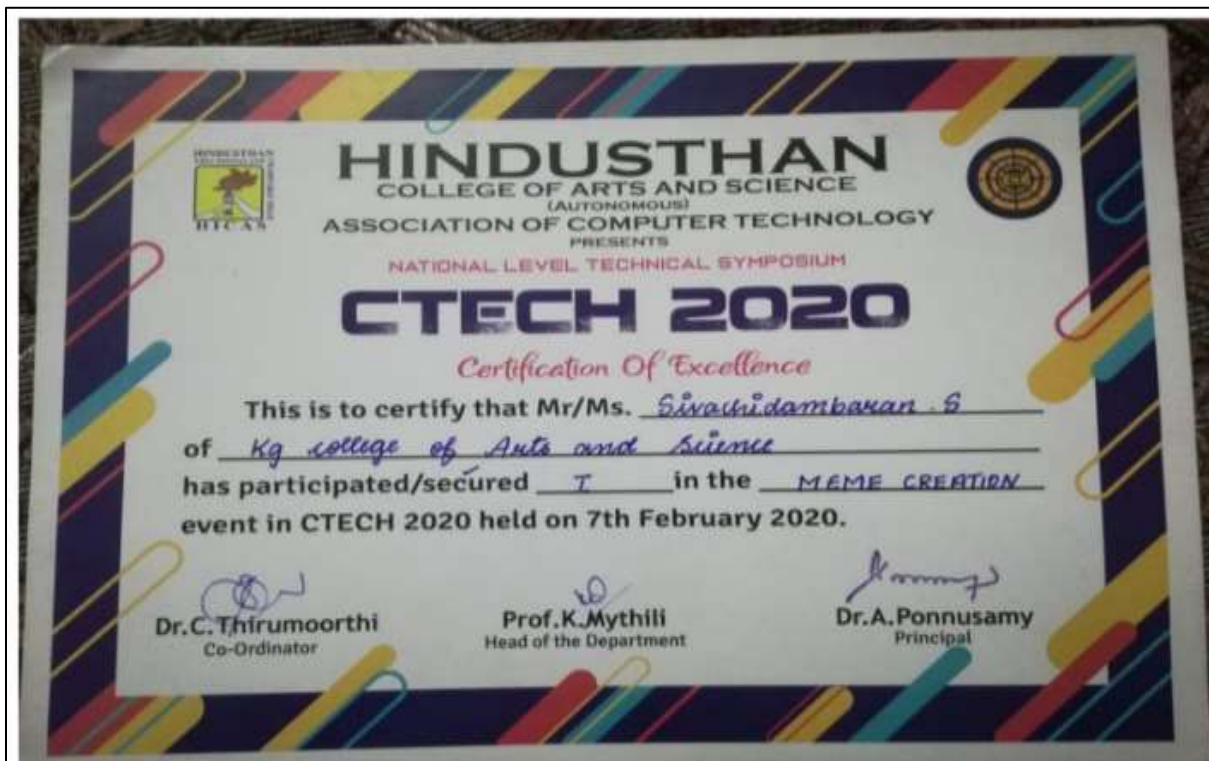 HINDUSTHAN
COLLEGE OF ARTS AND SCIENCE
(AUTONOMOUS)
ASSOCIATION OF COMPUTER TECHNOLOGY
PRESENTS
NATIONAL LEVEL TECHNICAL SYMPOSIUM
CTECH 2020
Certification Of Excellence
This is to certify that Mr/Ms. Sivachidambaran . S
of Kg college of Arts and Science
has participated/secured I in the MEME CREATION
event in CTECH 2020 held on 7th February 2020.
Dr.C.Thirumoorthi Prof.K.Mythili Dr.A.Ponnusamy
Co-Ordinator Head of the Department Principal
HINDUSTHAN
HICAS